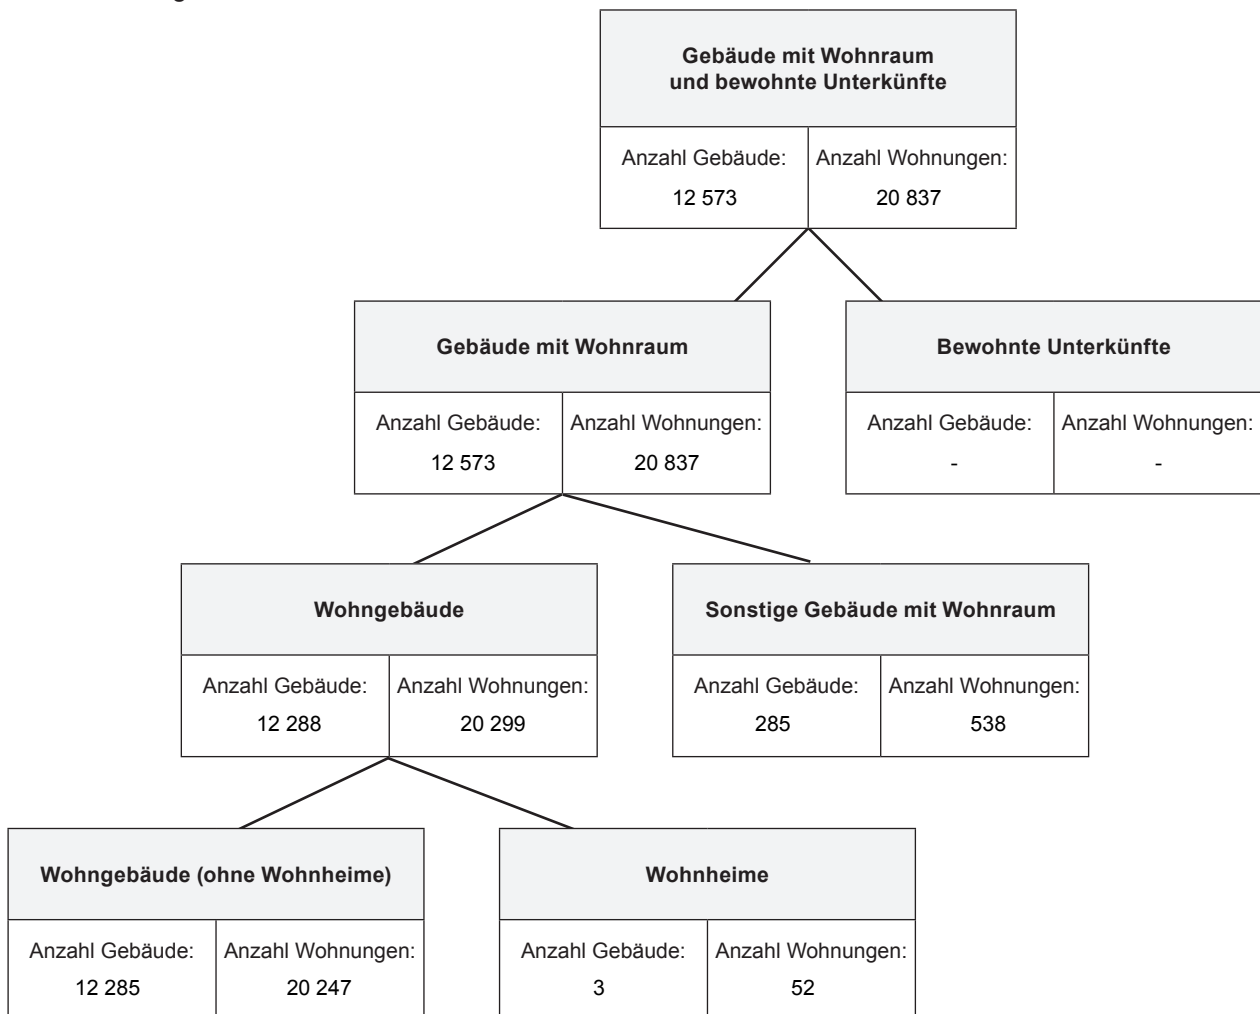 Gebäude mit Wohnraum
und bewohnte Unterkünfte
Anzahl Gebäude: Anzahl Wohnungen:
12 573 20 837
Gebäude mit Wohnraum
Bewohnte Unterkünfte
Anzahl Gebäude: Anzahl Wohnungen:
12 573 20 837
Anzahl Gebäude: Anzahl Wohnungen:
- -
Wohngebäude
Sonstige Gebäude mit Wohnraum
Anzahl Gebäude: Anzahl Wohnungen:
12 288 20 299
Anzahl Gebäude: Anzahl Wohnungen:
285 538
Wohngebäude (ohne Wohnheime)
Wohnheime
Anzahl Gebäude: Anzahl Wohnungen:
12 285 20 247
Anzahl Gebäude: Anzahl Wohnungen:
3 52